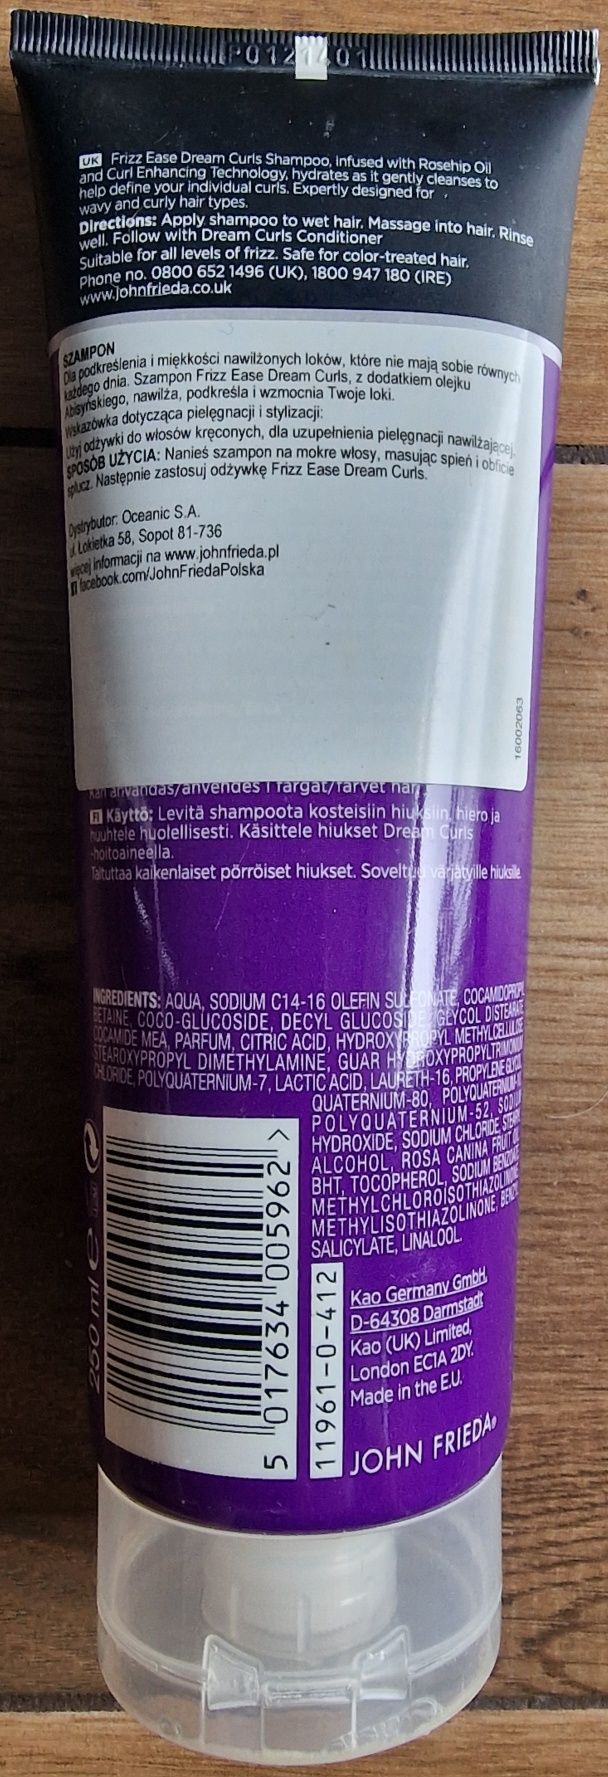 UK Frizz Ease Dream Curls Shampoo, infused with Rosehip Oil
and Curl Enhancing Technology, hydrates as it gently cleanses to
help define your individual curls. Expertly designed for
wavy and curly hair types.
Directions: Apply shampoo to wet hair. Massage into hair. Rinse
well. Follow with Dream Curls Conditioner
Suitable for all levels of frizz. Safe for color-treated hair.
Phone no. 0800 652 1496 (UK), 1800 947 180 (IRE)
www.johnfrieda.co.uk
SZAMPON
Dla podkreślenia i miękkości nawilżonych loków, które nie mają sobie równych
każdego dnia. Szampon Frizz Ease Dream Curls, z dodatkiem olejku
Abisyńskiego, nawilża, podkreśla i wzmocnia Twoje loki.
Wskazówka dotycząca pielęgnacji i stylizacji:
Użyj odżywki do włosów kręconych, dla uzupełnienia pielęgnacji nawilżającej.
SPOSÓB UŻYCIA: Nanieś szampon na mokre włosy, masując spień i obficie
spłucz. Następnie zastosuj odżywkę Frizz Ease Dream Curls.
Dystrybutor: Oceanic S.A.
ul. Łokietka 58, Sopot 81-736
więcej informacji na www.johnfrieda.pl
facebook.com/JohnFriedaPolska
16002063
Kan användas/anvendes i färgat/farvet hår.
FI Käyttö: Levitä shampoota kosteisiin hiuksiin, hiero ja
huuhtele huolellisesti. Käsittele hiukset Dream Curls
-hoitoaineella.
Taltuttaa kaikenlaiset pörröiset hiukset. Soveltuu värjätyille hiuksille.
INGREDIENTS: AQUA, SODIUM C14-16 OLEFIN SULFONATE, COCAMIDOPROPYL
BETAINE, COCO-GLUCOSIDE, DECYL GLUCOSIDE, GLYCOL DISTEARATE,
COCAMIDE MEA, PARFUM, CITRIC ACID, HYDROXYPROPYL METHYLCELLULOSE,
STEAROXYPROPYL DIMETHYLAMINE, GUAR HYDROXYPROPYLTRIMONIUM
CHLORIDE, POLYQUATERNIUM-7, LACTIC ACID, LAURETH-16, PROPYLENE GLYCOL,
QUATERNIUM-80,
POLYQUATERNIUM-52, SODIUM
HYDROXIDE, SODIUM CHLORIDE, STEARYL
ALCOHOL, ROSA CANINA FRUIT OIL,
BHT, TOCOPHEROL, SODIUM BENZOATE,
METHYLCHLOROISOTHIAZOLINONE,
METHYLISOTHIAZOLINONE, BENZYL
SALICYLATE, LINALOOL.
250 ml e
5 017634 005962 >
11961-0-412
Kao Germany GmbH,
D-64308 Darmstadt
Kao (UK) Limited,
London EC1A 2DY.
Made in the E.U.
JOHN FRIEDA®